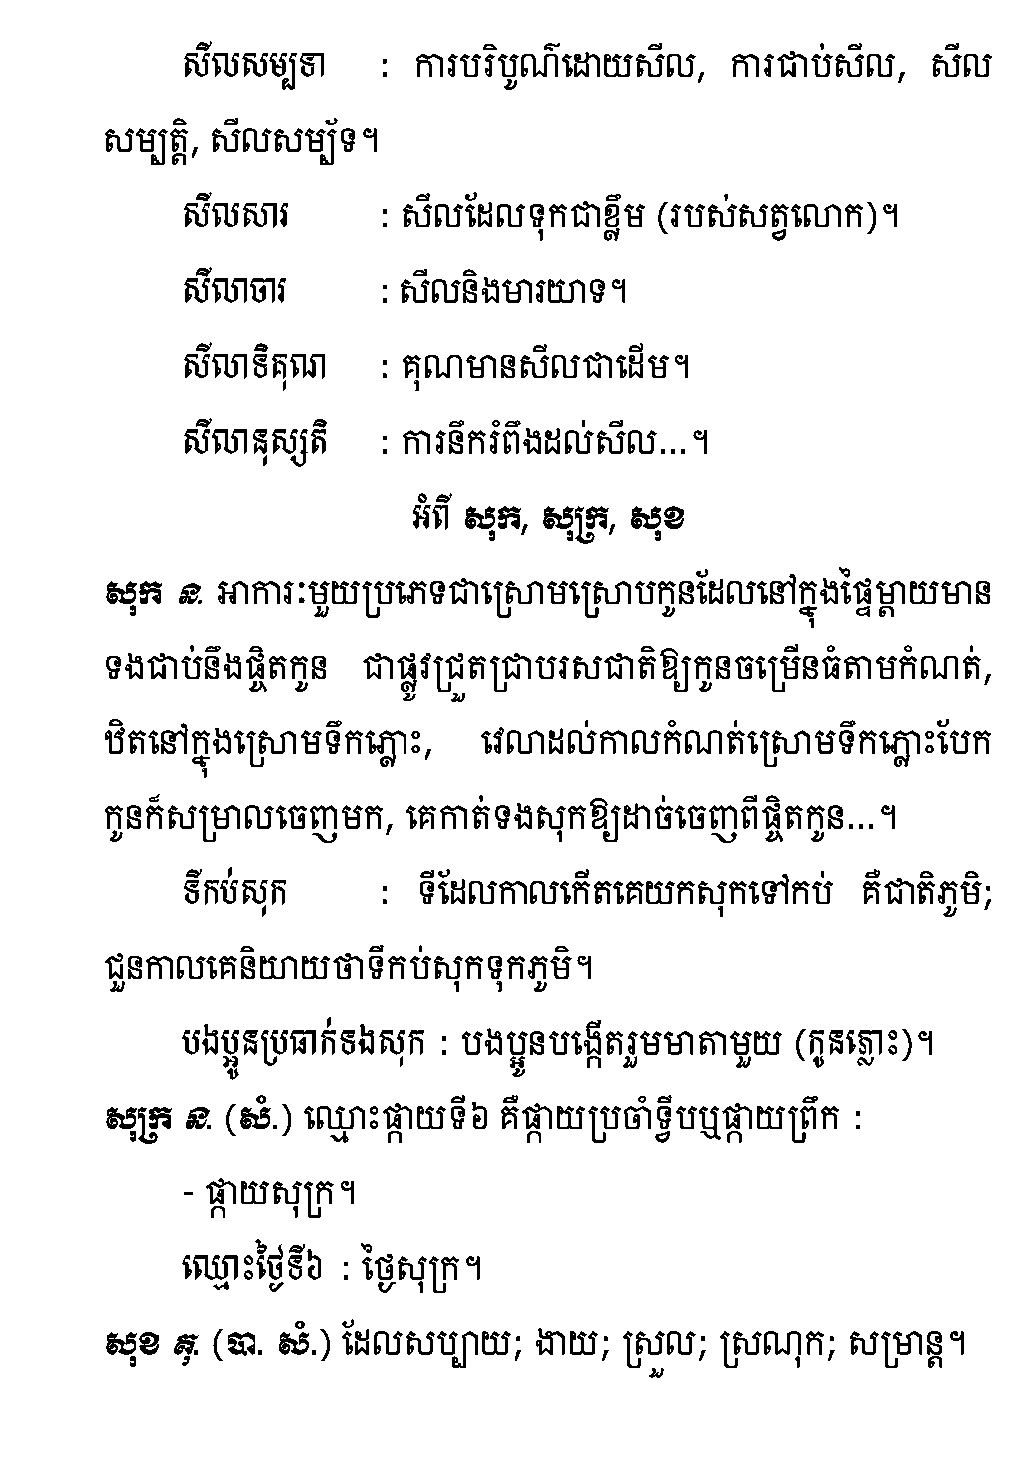 សីលសម្បទា : ការបរិបូណ៌ដោយសីល, ការជាប់សីល, សីល
សម្បត្តិ, សីលសម្ប័ទ។
សីលសារ : សីលដែលទុកជាខ្លឹម (របស់សត្វលោក)។
សីលាចារ : សីលនិងមារយាទ។
សីលាទិគុណ : គុណមានសីលជាដើម។
សីលានុស្សតិ : ការនឹករំពឹងដល់សីល...។
អំពី សុក, សុក្រ, សុខ
សុក ន. អាការៈមួយប្រភេទជាស្រោមស្រោបកូនដែលនៅក្នុងផ្ទៃម្ដាយមាន
ទងជាប់នឹងផ្ចិតកូន ជាផ្លូវជ្រួតជ្រាបរសជាតិឱ្យកូនចម្រើនធំតាមកំណត់,
ឋិតនៅក្នុងស្រោមទឹកភ្លោះ, វេលាដល់កាលកំណត់ស្រោមទឹកភ្លោះបែក
កូនក៏សម្រាលចេញមក, គេកាត់ទងសុកឱ្យដាច់ចេញពីផ្ចិតកូន...។
ទីកប់សុក : ទីដែលកាលកើតគេយកសុកទៅកប់ គឺជាតិភូមិ;
ជួនកាលគេនិយាយថាទីកប់សុកទុកភូមិ។
បងប្អូនប្រធាក់ទងសុក : បងប្អូនបង្កើតរួមមាតាមួយ (កូនភ្លោះ)។
សុក្រ ន. (សំ.) ឈ្មោះផ្កាយទី៦ គឺផ្កាយប្រចាំទ្វីបឬផ្កាយព្រឹក :
- ផ្កាយសុក្រ។
ឈ្មោះថ្ងៃទី៦ : ថ្ងៃសុក្រ។
សុខ គុ. (បា. សំ.) ដែលសប្បាយ; ងាយ; ស្រួល; ស្រណុក; សម្រាន្ត។